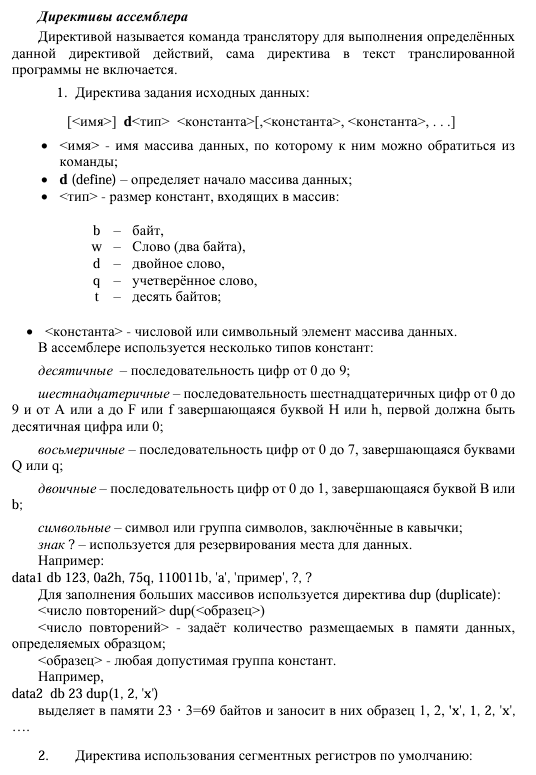 Директивы ассемблера
Директивой называется команда транслятору для выполнения определённых
данной директивой действий, сама директива в текст транслированной
программы не включается.
1. Директива задания исходных данных:
[<имя>] d<тип> <константа>[,<константа>, <константа>, . . .]
• <имя> - имя массива данных, по которому к ним можно обратиться из
команды;
• d (define) – определяет начало массива данных;
• <тип> - размер констант, входящих в массив:
b – байт,
w – Слово (два байта),
d – двойное слово,
q – учетверённое слово,
t – десять байтов;
• <константа> - числовой или символьный элемент массива данных.
В ассемблере используется несколько типов констант:
десятичные – последовательность цифр от 0 до 9;
шестнадцатеричные – последовательность шестнадцатеричных цифр от 0 до
9 и от A или a до F или f завершающаяся буквой H или h, первой должна быть
десятичная цифра или 0;
восьмеричные – последовательность цифр от 0 до 7, завершающаяся буквами
Q или q;
двоичные – последовательность цифр от 0 до 1, завершающаяся буквой B или
b;
символьные – символ или группа символов, заключённые в кавычки;
знак ? – используется для резервирования места для данных.
Например:
data1 db 123, 0a2h, 75q, 110011b, 'a', 'пример', ?, ?
Для заполнения больших массивов используется директива dup (duplicate):
<число повторений> dup(<образец>)
<число повторений> - задаёт количество размещаемых в памяти данных,
определяемых образцом;
<образец> - любая допустимая группа констант.
Например,
data2 db 23 dup(1, 2, 'x')
выделяет в памяти 23 · 3=69 байтов и заносит в них образец 1, 2, 'x', 1, 2, 'x',
….
2. Директива использования сегментных регистров по умолчанию: